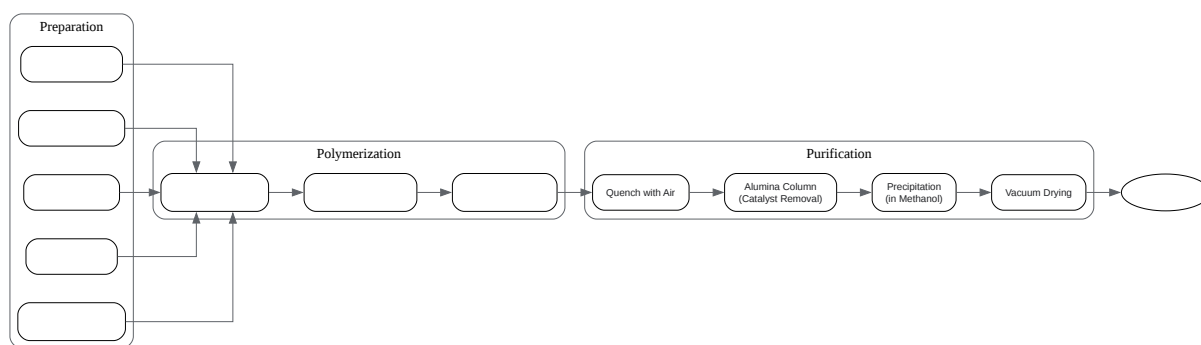 Preparation
Polymerization
Purification
Quench with Air
Alumina Column
(Catalyst Removal)
Precipitation
(in Methanol)
Vacuum Drying